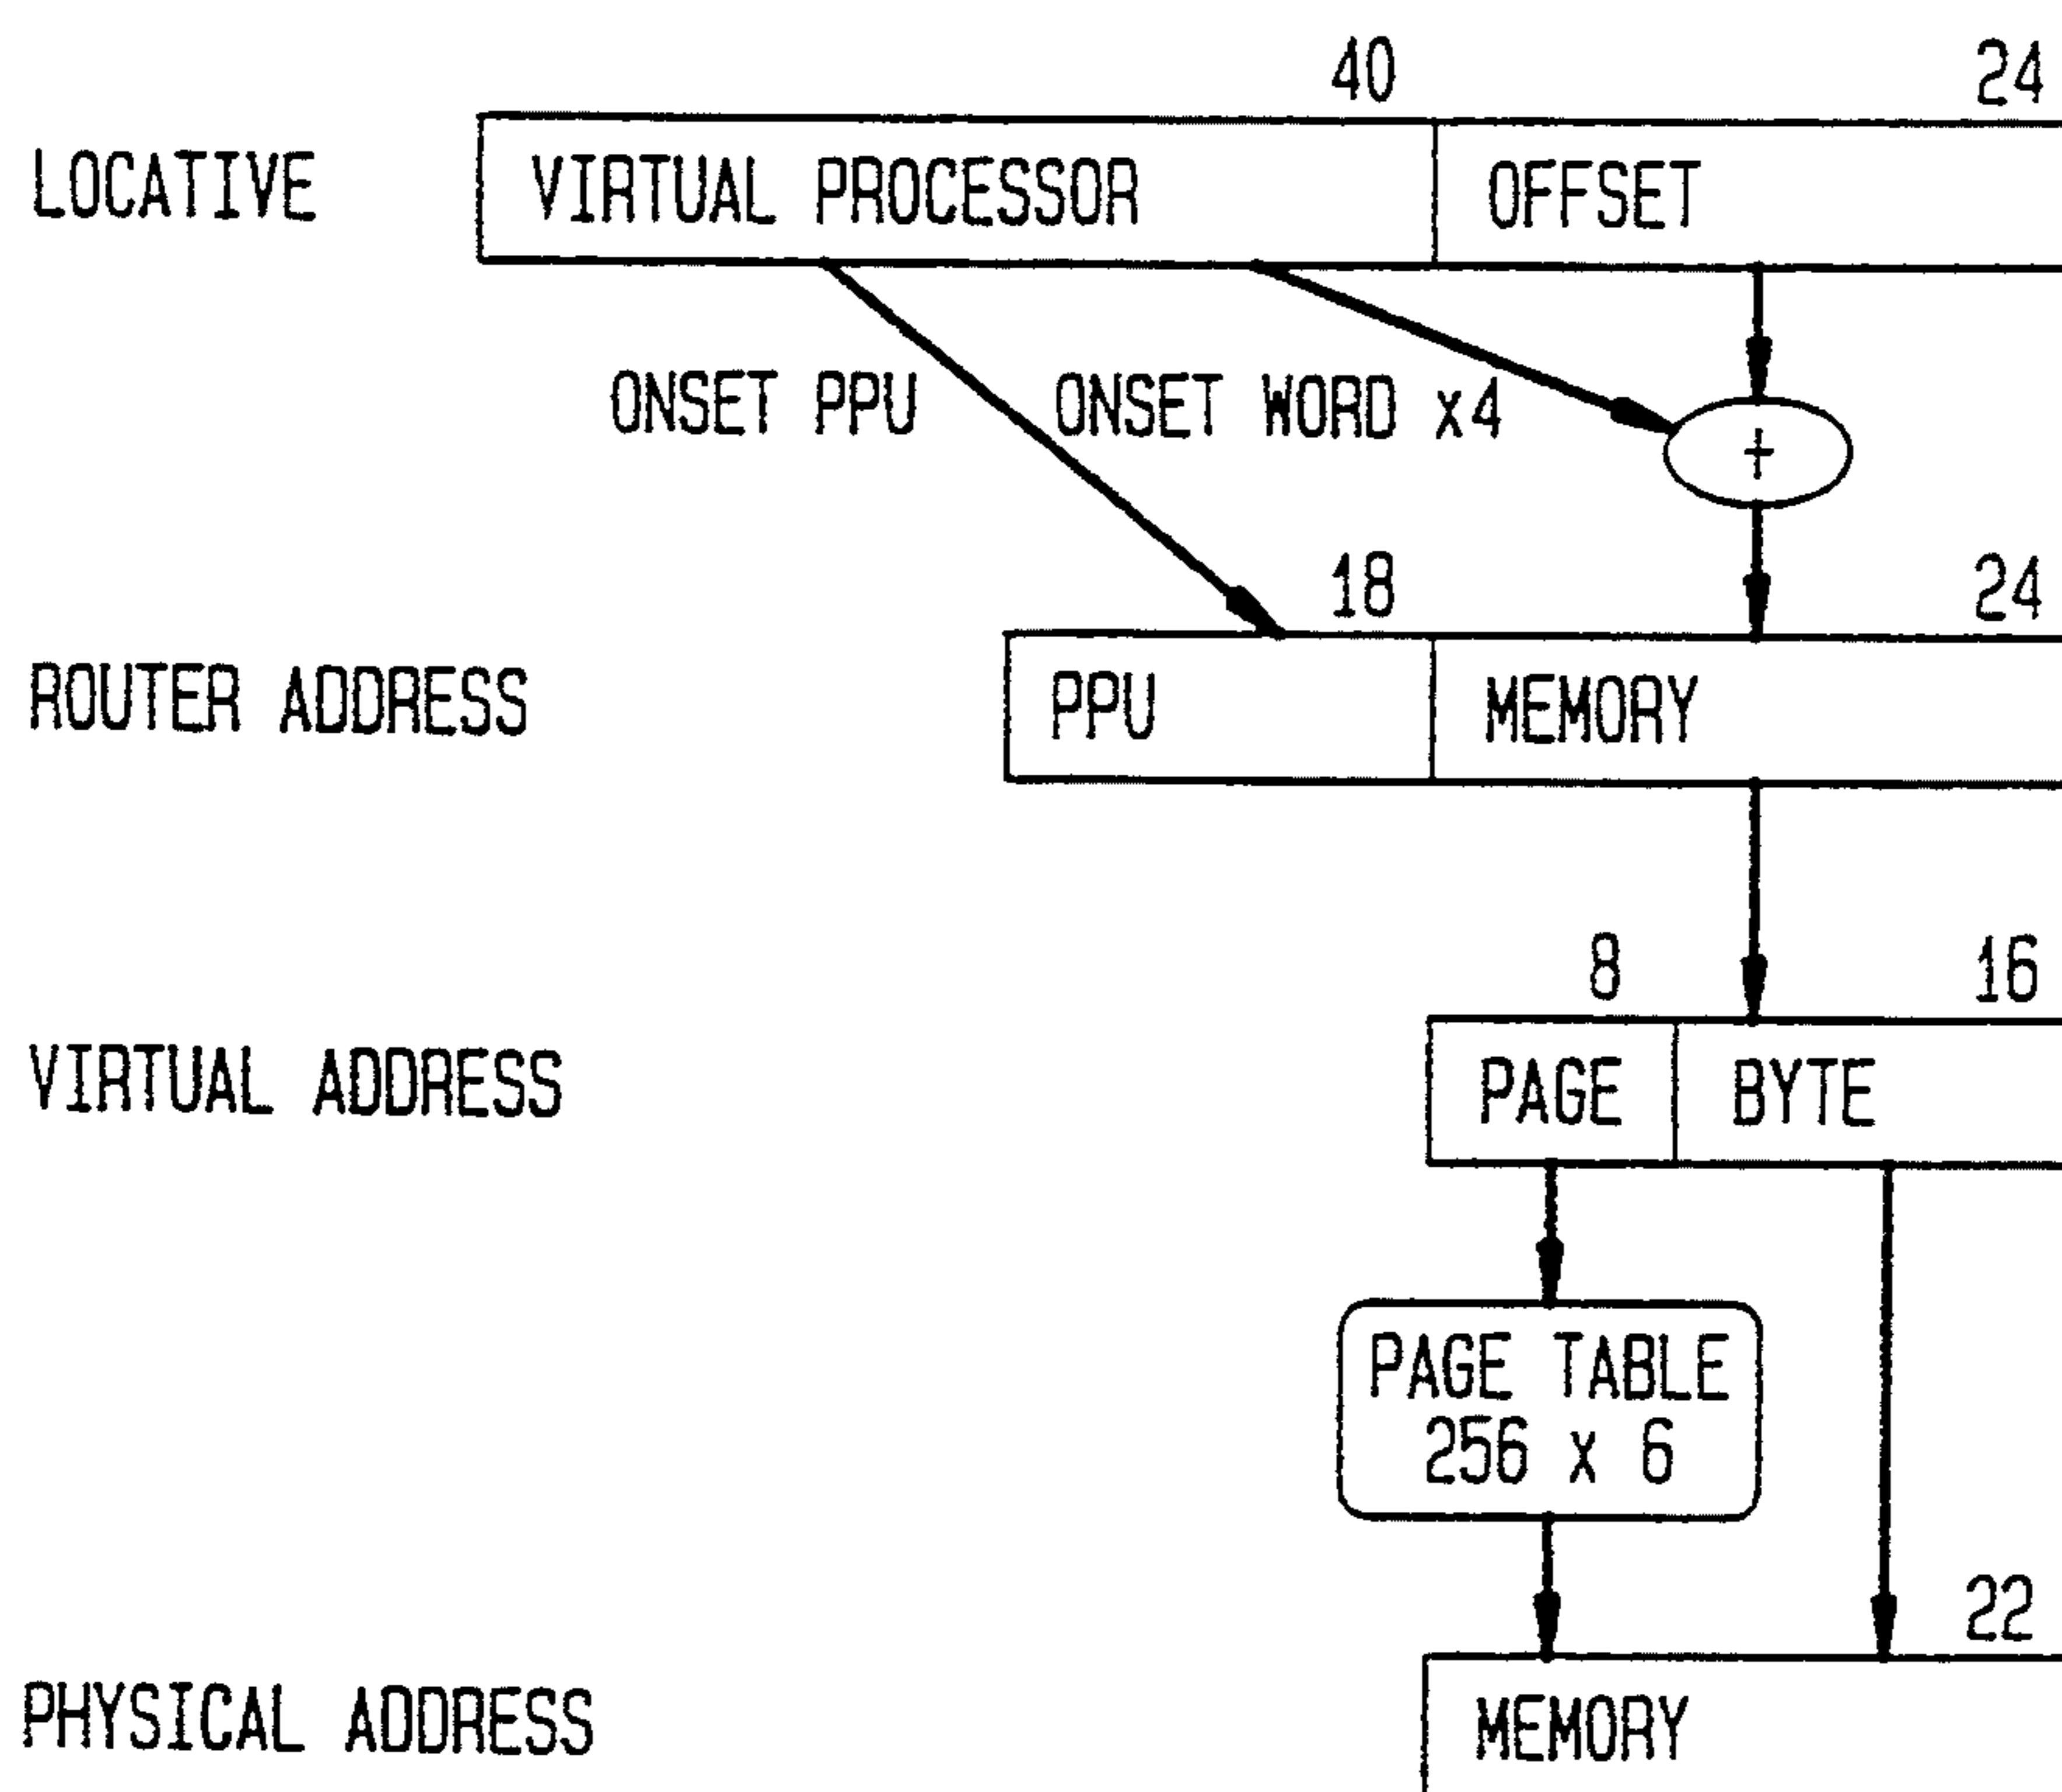 40 24
LOCATIVE VIRTUAL PROCESSOR OFFSET
ONSET PPU ONSET WORD x4
+
18 24
ROUTER ADDRESS PPU MEMORY
8 16
VIRTUAL ADDRESS PAGE BYTE
PAGE TABLE
256 x 6
22
PHYSICAL ADDRESS MEMORY